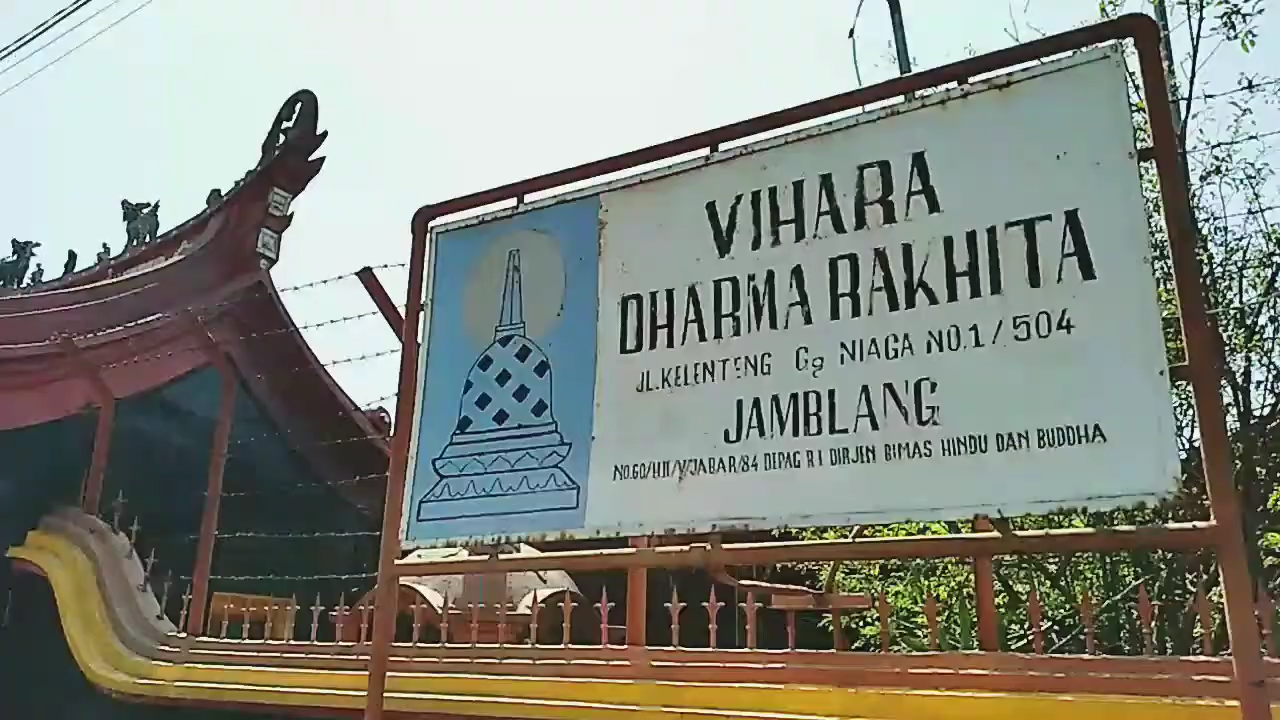 VIHARA
DHARMA RAKHITA
JL.KELENTENG Gg NIAGA NO.1/504
JAMBLANG
NO.60/HII/V/JABAR/84 DEPAG R I DIRJEN BIMAS HINDU DAN BUDDHA